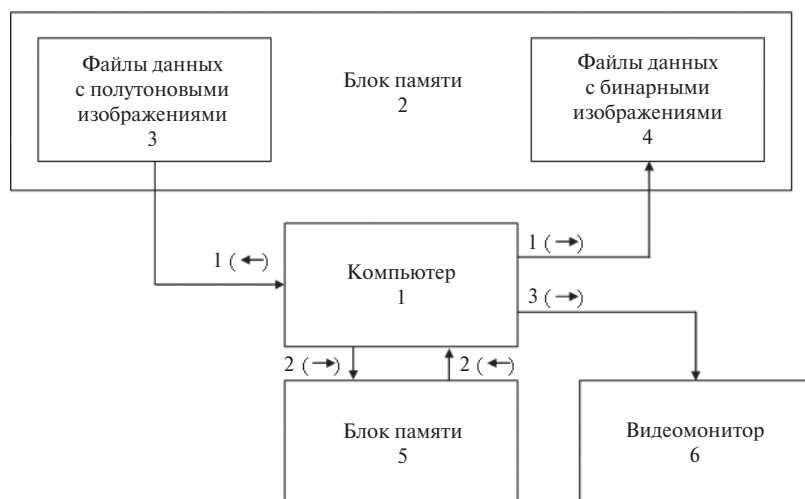 Файлы данных
с полутоновыми
изображениями
3
Блок памяти
2
Файлы данных
с бинарными
изображениями
4
1 (←)
Компьютер
1
1 (→)
3 (→)
2 (→)
2 (←)
Блок памяти
5
Видеомонитор
6